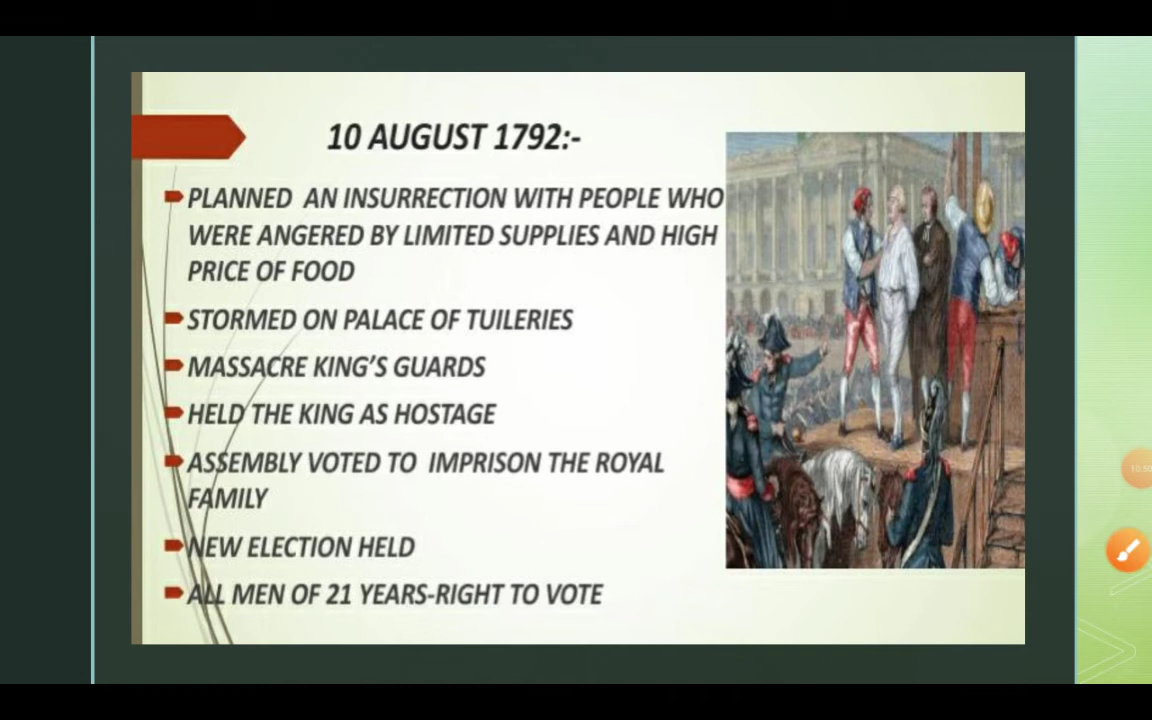 10 AUGUST 1792:-
PLANNED AN INSURRECTION WITH PEOPLE WHO
WERE ANGERED BY LIMITED SUPPLIES AND HIGH
PRICE OF FOOD
STORMED ON PALACE OF TUILERIES
MASSACRE KING'S GUARDS
HELD THE KING AS HOSTAGE
ASSEMBLY VOTED TO IMPRISON THE ROYAL
FAMILY
NEW ELECTION HELD
ALL MEN OF 21 YEARS-RIGHT TO VOTE
10:50